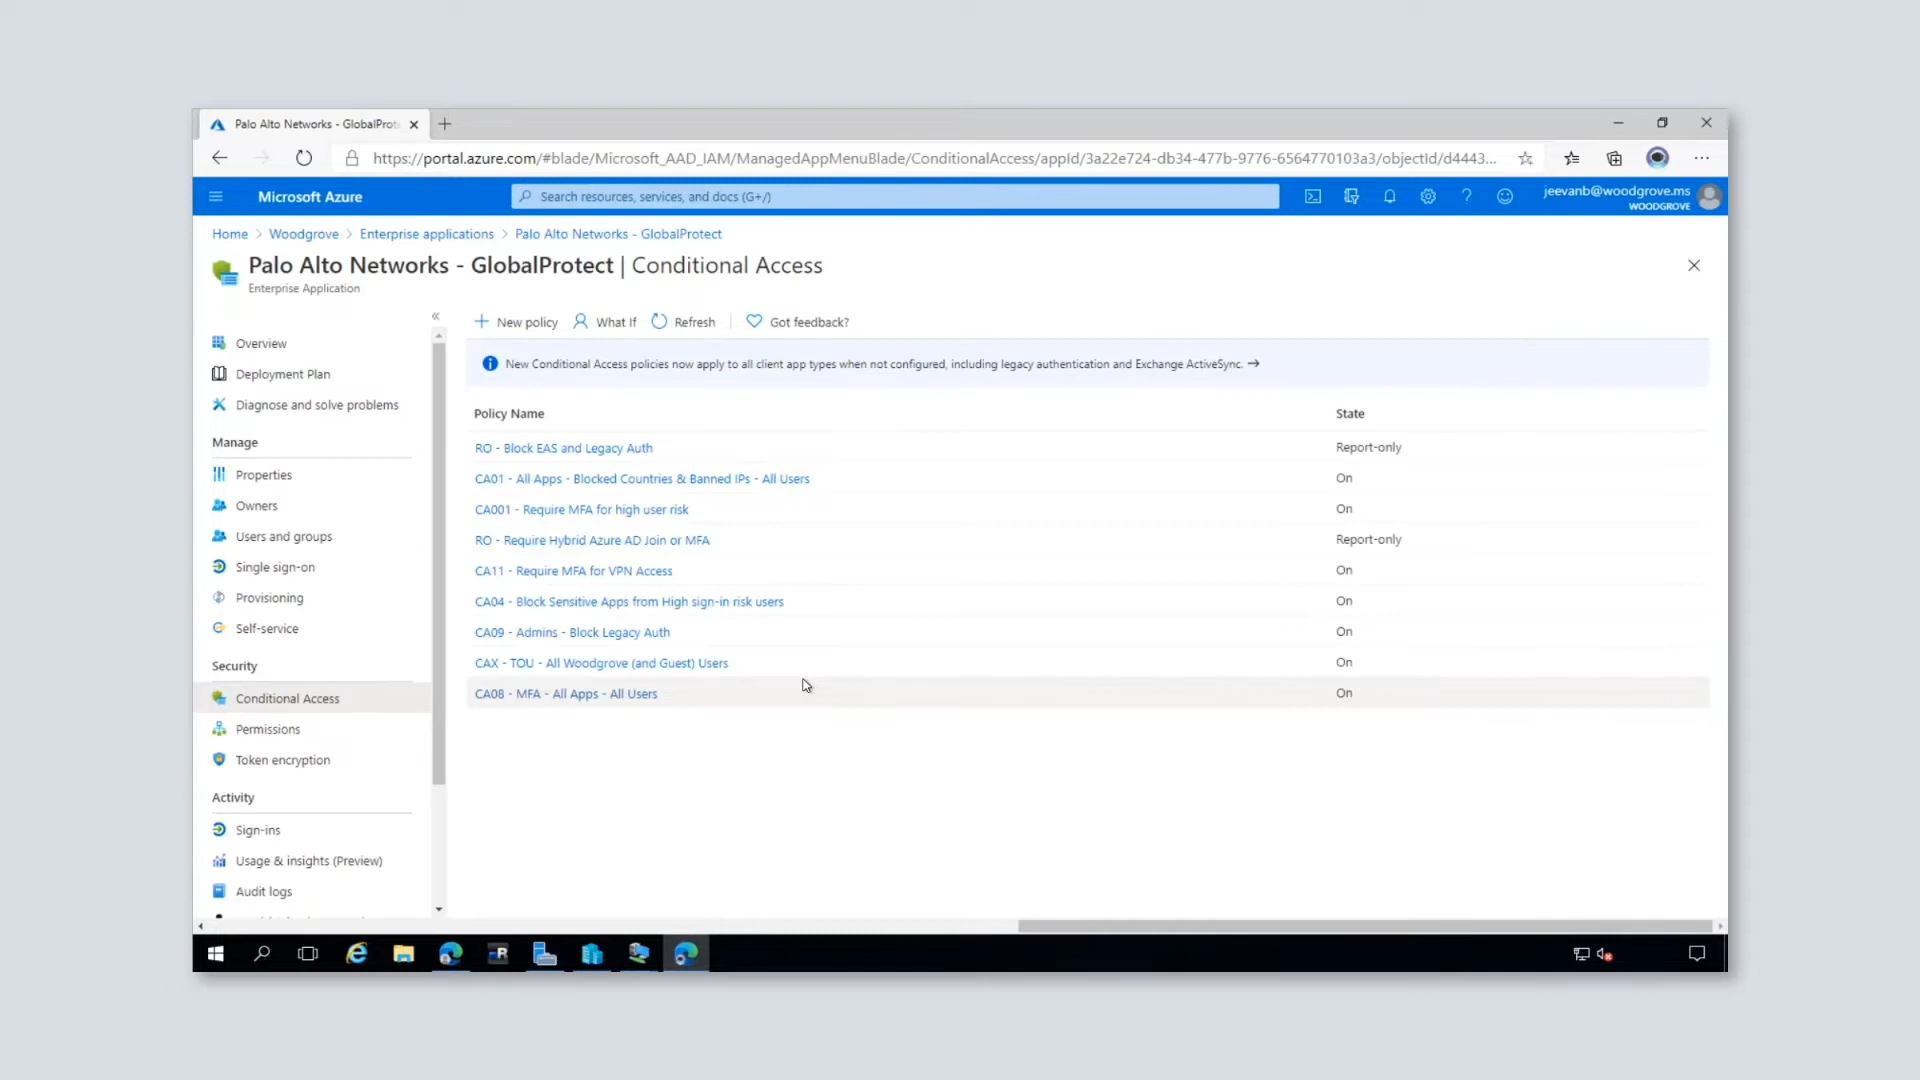 Palo Alto Networks - GlobalProt
https://portal.azure.com/#blade/Microsoft_AAD_IAM/ManagedAppMenuBlade/ConditionalAccess/appId/3a22e724-db34-477b-9776-6564770103a3/objectId/d4443...
Microsoft Azure
Search resources, services, and docs (G+/)
jeevanb@woodgrove.ms
WOODGROVE
Home > Woodgrove > Enterprise applications > Palo Alto Networks - GlobalProtect
Palo Alto Networks - GlobalProtect | Conditional Access
Enterprise Application
Overview
Deployment Plan
Diagnose and solve problems
Manage
Properties
Owners
Users and groups
Single sign-on
Provisioning
Self-service
Security
Conditional Access
Permissions
Token encryption
Activity
Sign-ins
Usage & insights (Preview)
Audit logs
New policy What If Refresh Got feedback?
New Conditional Access policies now apply to all client app types when not configured, including legacy authentication and Exchange ActiveSync. →
Policy Name State
RO - Block EAS and Legacy Auth Report-only
CA01 - All Apps - Blocked Countries & Banned IPs - All Users On
CA001 - Require MFA for high user risk On
RO - Require Hybrid Azure AD Join or MFA Report-only
CA11 - Require MFA for VPN Access On
CA04 - Block Sensitive Apps from High sign-in risk users On
CA09 - Admins - Block Legacy Auth On
CAX - TOU - All Woodgrove (and Guest) Users On
CA08 - MFA - All Apps - All Users On